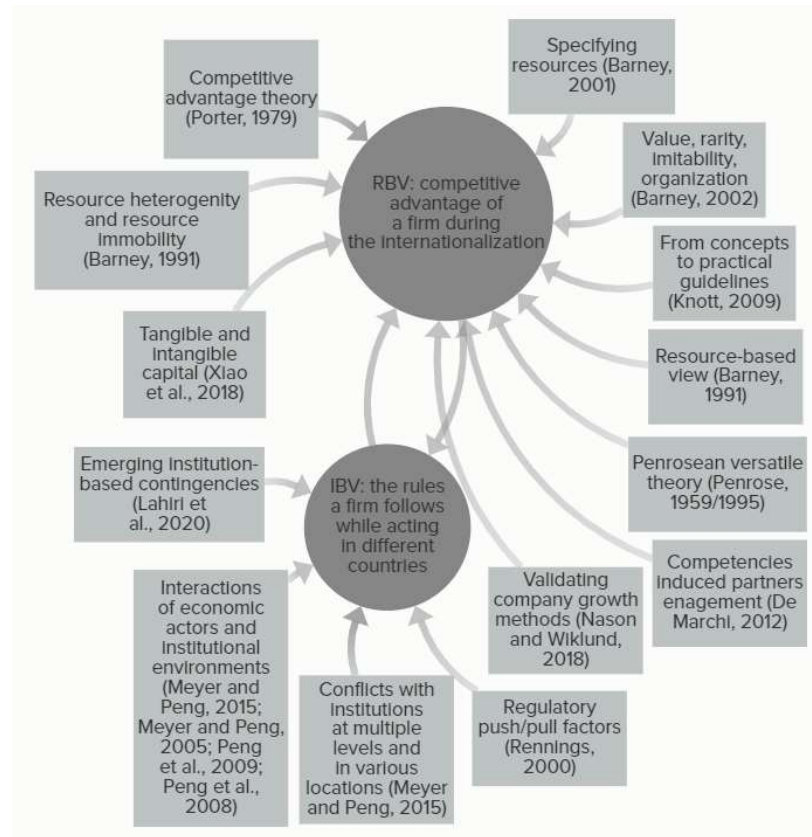 Competitive
advantage theory
(Porter, 1979)
Specifying
resources (Barney,
2001)
Resource heterogenity
and resource
immobility
(Barney, 1991)
RBV: competitive
advantage of
a firm during
the internationalization
Value, rarity,
imitability,
organization
(Barney, 2002)
From concepts
to practical
guidelines
(Knott, 2009)
Tangible and
intangible
capital (Xiao
et al., 2018)
Resource-based
view (Barney,
1991)
Emerging institution-
based contingencies
(Lahiri et
al., 2020)
IBV: the rules
a firm follows
while acting
in different
countries
Penrosean versatile
theory (Penrose,
1959/1995)
Competencies
induced partners
enagement (De
Marchi, 2012)
Validating
company growth
methods (Nason
and Wiklund,
2018)
Interactions
of economic
actors and
institutional
environments
(Meyer and
Peng, 2015;
Meyer and Peng,
2005; Peng
et al., 2009;
Peng et al.,
2008)
Conflicts with
institutions
at multiple
levels and
in various
locations (Meyer
and Peng, 2015)
Regulatory
push/pull factors
(Rennings,
2000)